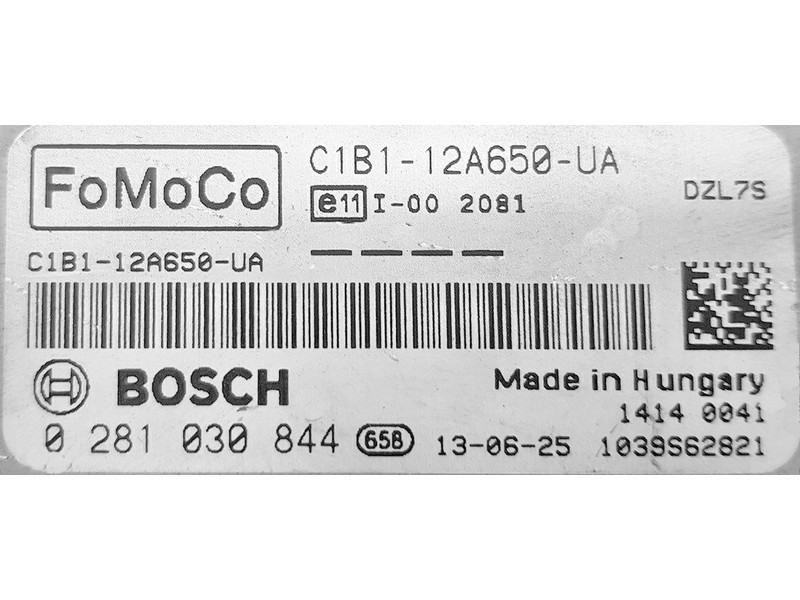 FoMoCo
C1B1-12A650-UA
e11 I-00 2081
DZL7S
C1B1-12A650-UA
BOSCH
Made in Hungary
1414 0041
0 281 030 844 658 13-06-25 1039S62821